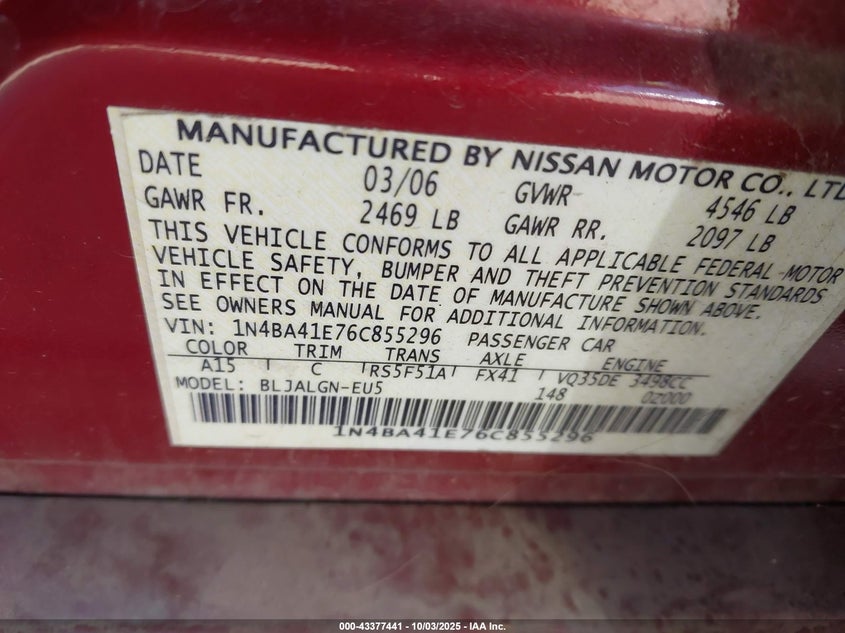 MANUFACTURED BY NISSAN MOTOR CO., LTD
DATE 03/06 GVWR 4546 LB
GAWR FR. 2469 LB GAWR RR. 2097 LB
THIS VEHICLE CONFORMS TO ALL APPLICABLE FEDERAL MOTOR
VEHICLE SAFETY, BUMPER AND THEFT PREVENTION STANDARDS
IN EFFECT ON THE DATE OF MANUFACTURE SHOWN ABOVE.
SEE OWNERS MANUAL FOR ADDITIONAL INFORMATION.
VIN: 1N4BA41E76C855296 PASSENGER CAR
COLOR TRIM TRANS AXLE ENGINE
A15 C RS5F51A FX41 VQ35DE 3498CC
MODEL: BLJALGN-EU5 148 0Z000
1N4BA41E76C855296
000-43377441 | 10/03/2025 - IAA Inc.